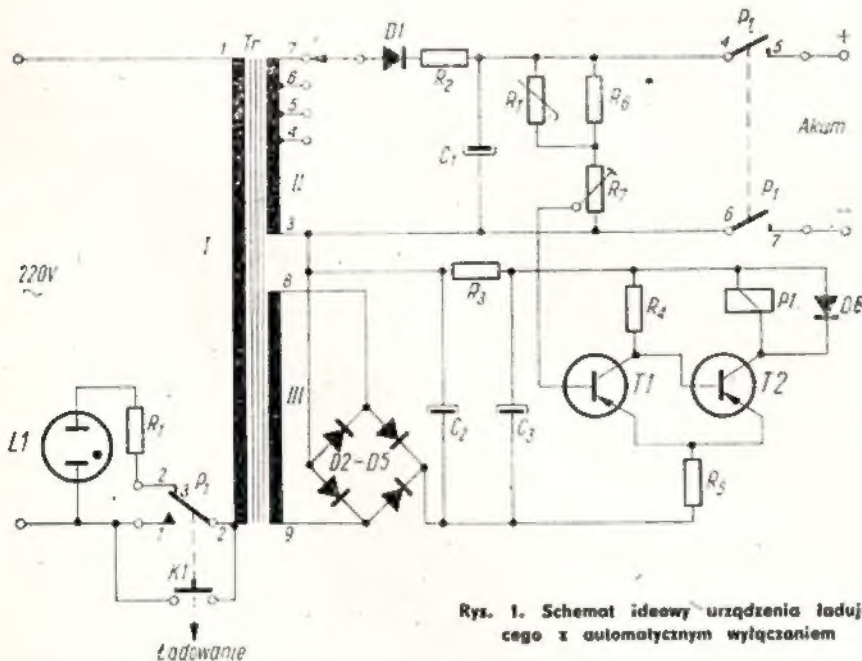 1 Tr 7 D1 R2 4 P1 5 +
6
5
4
R1 R6
C1
Akum
II
R7
3
I
6 P1 7 –
220V
~
8 R3
R4 P1 D6
III
T1 T2
C2 C3
L1 R1
D2-D5
2 3 P1
R5
1 2 9
K1
Rys. 1. Schemat ideowy urządzenia ładują
cego z automatycznym wyłączaniem
Ładowanie